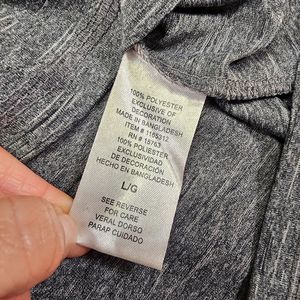 100% POLYESTER
EXCLUSIVE OF
DECORATION
MADE IN BANGLADESH
ITEM # 1165312
RN # 15763
100% POLIESTER
EXCLUSIVIDAD
DE DECORACIÓN
HECHO EN BANGLADESH
L/G
SEE REVERSE
FOR CARE
VERAL DORSO
PARAP CUIDADO